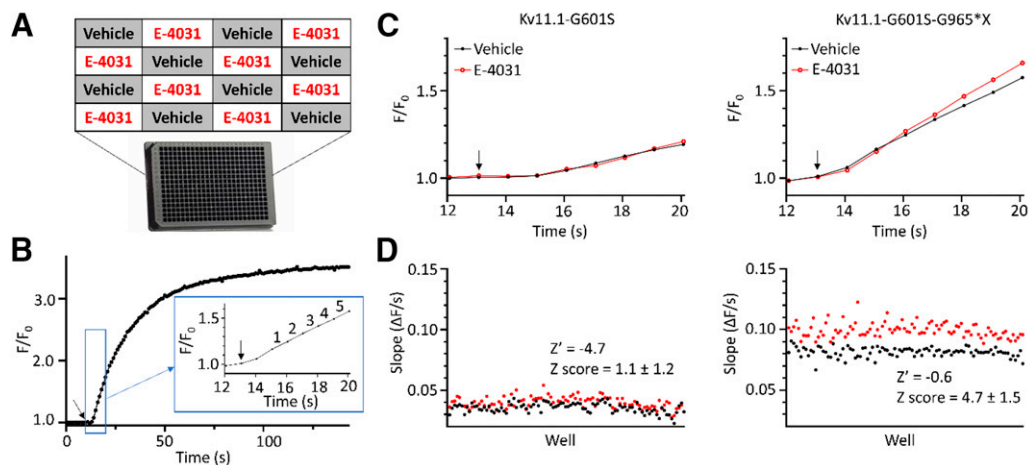 A
Vehicle E-4031 Vehicle E-4031
E-4031 Vehicle E-4031 Vehicle
Vehicle E-4031 Vehicle E-4031
E-4031 Vehicle E-4031 Vehicle
B
F/F0
3.0
2.0
1.0
0 50 100
Time (s)
F/F0
1.5
1.0
1 2 3 4 5
12 14 16 18 20
Time (s)
C
Kv11.1-G601S
Vehicle
E-4031
F/F0
1.5
1.0
12 14 16 18 20
Time (s)
Kv11.1-G601S-G965*X
Vehicle
E-4031
F/F0
1.5
1.0
12 14 16 18 20
Time (s)
D
Slope (ΔF/s)
0.15
0.10
0.05
Z' = -4.7
Z score = 1.1 ± 1.2
Well
Slope (ΔF/s)
0.15
0.10
0.05
Z' = -0.6
Z score = 4.7 ± 1.5
Well